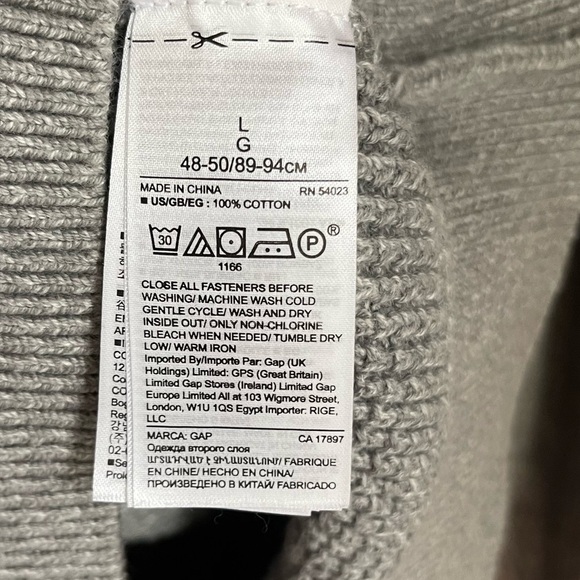 L
G
48-50/89-94CM
MADE IN CHINA RN 54023
■ US/GB/EG : 100% COTTON
30 P ®
1166
CLOSE ALL FASTENERS BEFORE
WASHING/ MACHINE WASH COLD
GENTLE CYCLE/ WASH AND DRY
INSIDE OUT/ ONLY NON-CHLORINE
BLEACH WHEN NEEDED/ TUMBLE DRY
LOW/ WARM IRON
Imported By/Importe Par: Gap (UK
Holdings) Limited: GPS (Great Britain)
Limited Gap Stores (Ireland) Limited Gap
Europe Limited All at 103 Wigmore Street,
London, W1U 1QS Egypt Importer: RIGE,
LLC
MARCA: GAP CA 17897
Одежда второго слоя
ԱՐՏԱԴՐՎԱԾ Է ՉԻՆԱՍՏԱՆՈՒՄ/ FABRIQUE
EN CHINE/ HECHO EN CHINA/
ПРОИЗВЕДЕНО В КИТАЙ/ FABRICADO